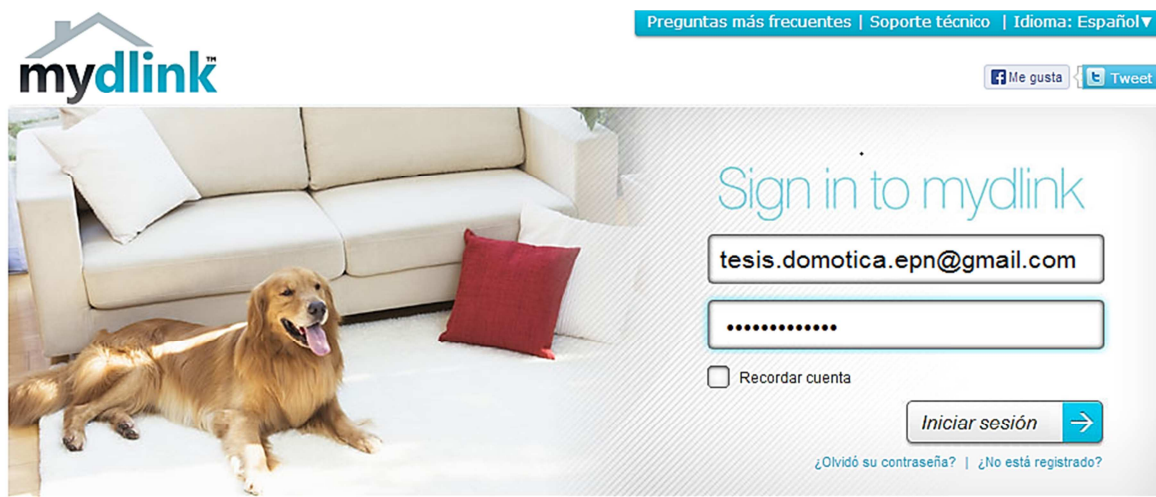 Preguntas más frecuentes | Soporte técnico | Idioma: Español▼
mydlink™
Me gusta
Tweet
Sign in to mydlink
tesis.domotica.epn@gmail.com
•••••••••••••
Recordar cuenta
Iniciar sesión
¿Olvidó su contraseña? | ¿No está registrado?